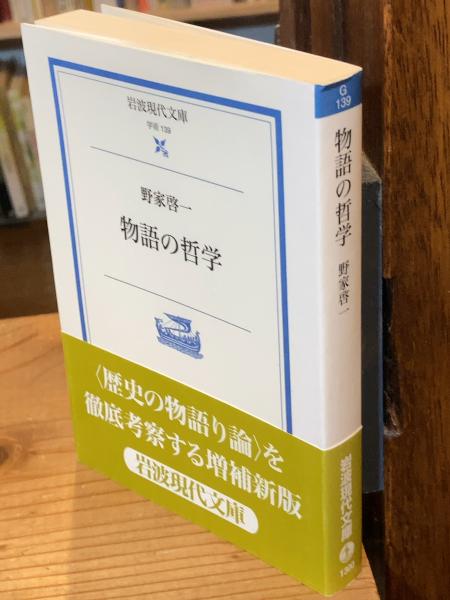 岩波現代文庫
学術 139
野家啓一
物語の哲学
〈歴史の物語り論〉を
徹底考察する増補新版
岩波現代文庫
G
139
物語の哲学
野家啓一
岩波現代文庫
1300